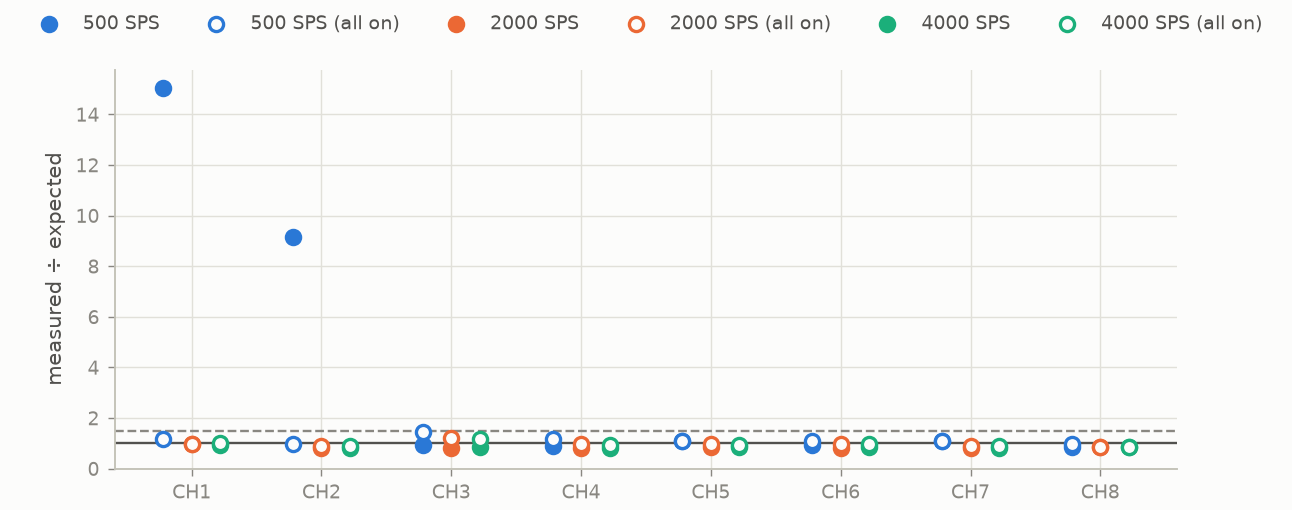 500 SPS 500 SPS (all on) 2000 SPS 2000 SPS (all on) 4000 SPS 4000 SPS (all on)
measured ÷ expected
14
12
10
8
6
4
2
0
CH1 CH2 CH3 CH4 CH5 CH6 CH7 CH8